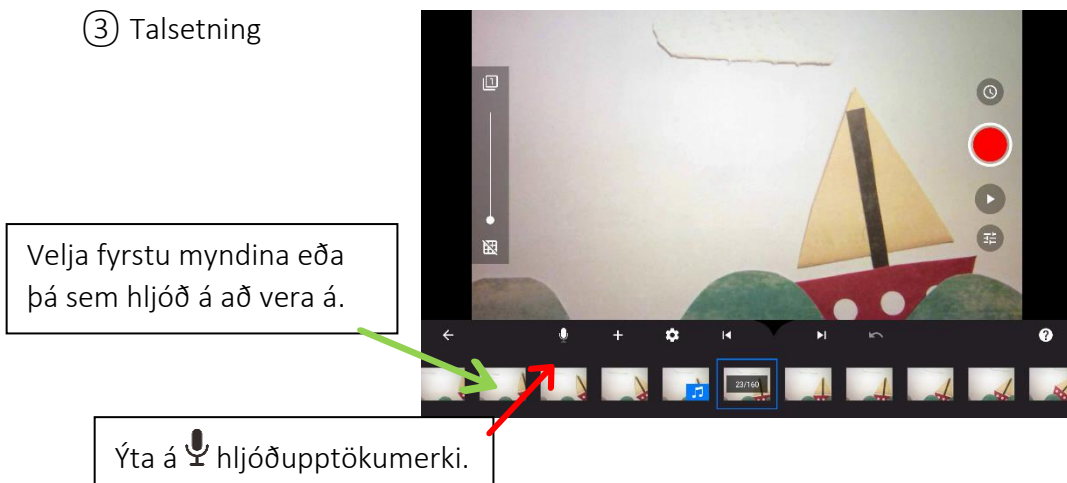 ③ Talsetning
Velja fyrstu myndina eða
þá sem hljóð á að vera á.
23/160
Ýta á hljóðupptökumerki.